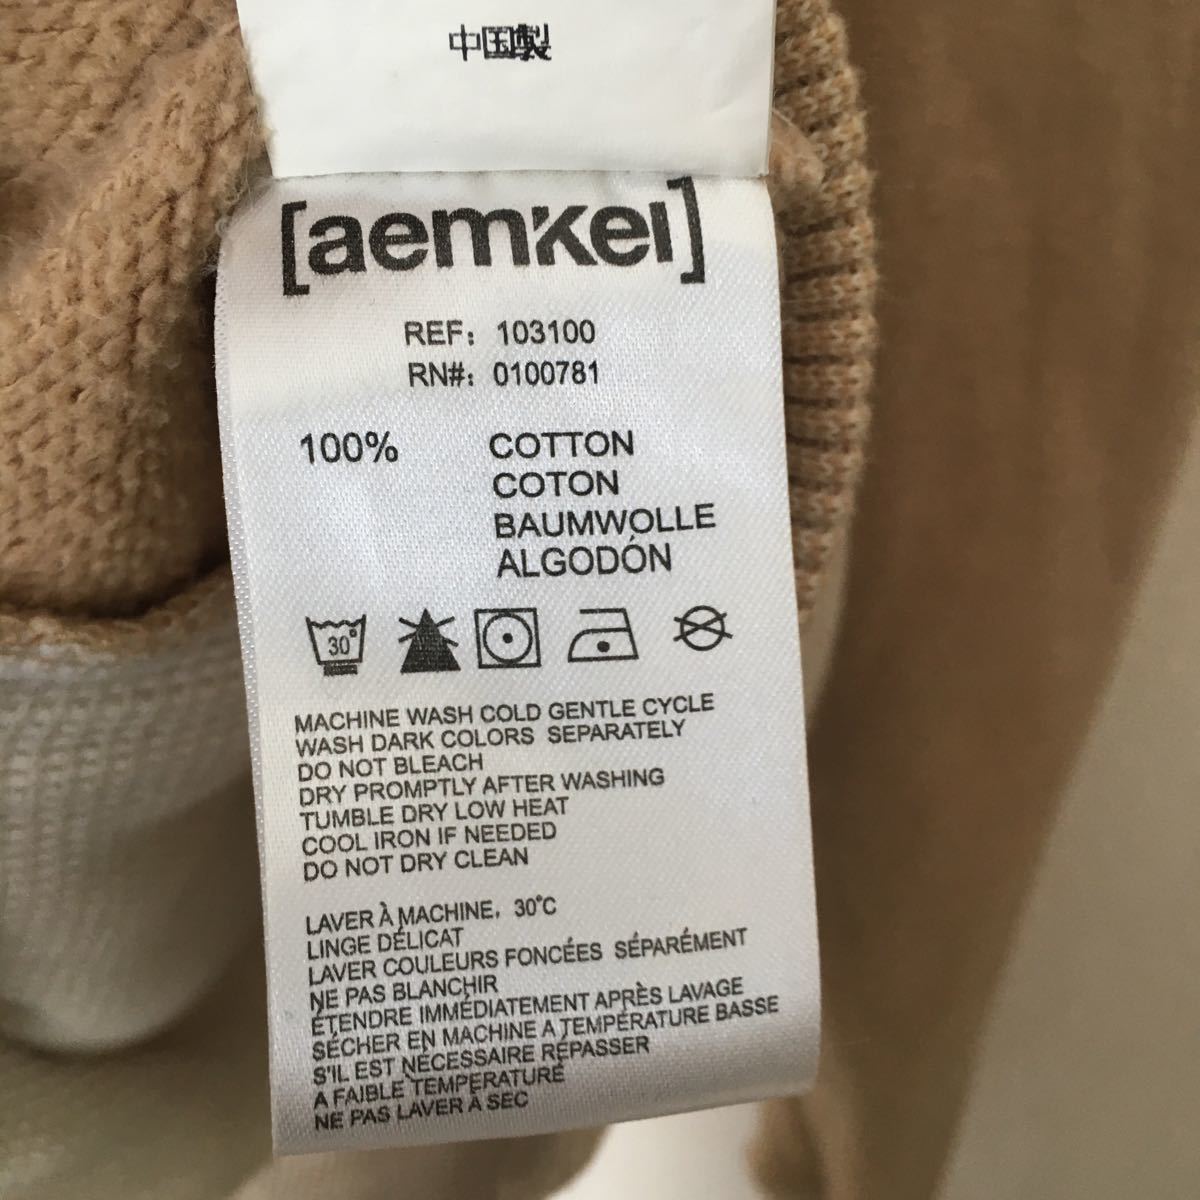 中国製
[aem'kei]
REF: 103100
RN#: 0100781
100% COTTON
COTON
BAUMWOLLE
ALGODÓN
30°
MACHINE WASH COLD GENTLE CYCLE
WASH DARK COLORS SEPARATELY
DO NOT BLEACH
DRY PROMPTLY AFTER WASHING
TUMBLE DRY LOW HEAT
COOL IRON IF NEEDED
DO NOT DRY CLEAN
LAVER À MACHINE, 30°C
LINGE DÉLICAT
LAVER COULEURS FONCÉES SÉPARÉMENT
NE PAS BLANCHIR
ÉTENDRE IMMÉDIATEMENT APRÈS LAVAGE
SÉCHER EN MACHINE A TEMPÉRATURE BASSE
S'IL EST NÉCESSAIRE RÉPASSER
A FAIBLE TEMPÉRATURE
NE PAS LAVER À SEC